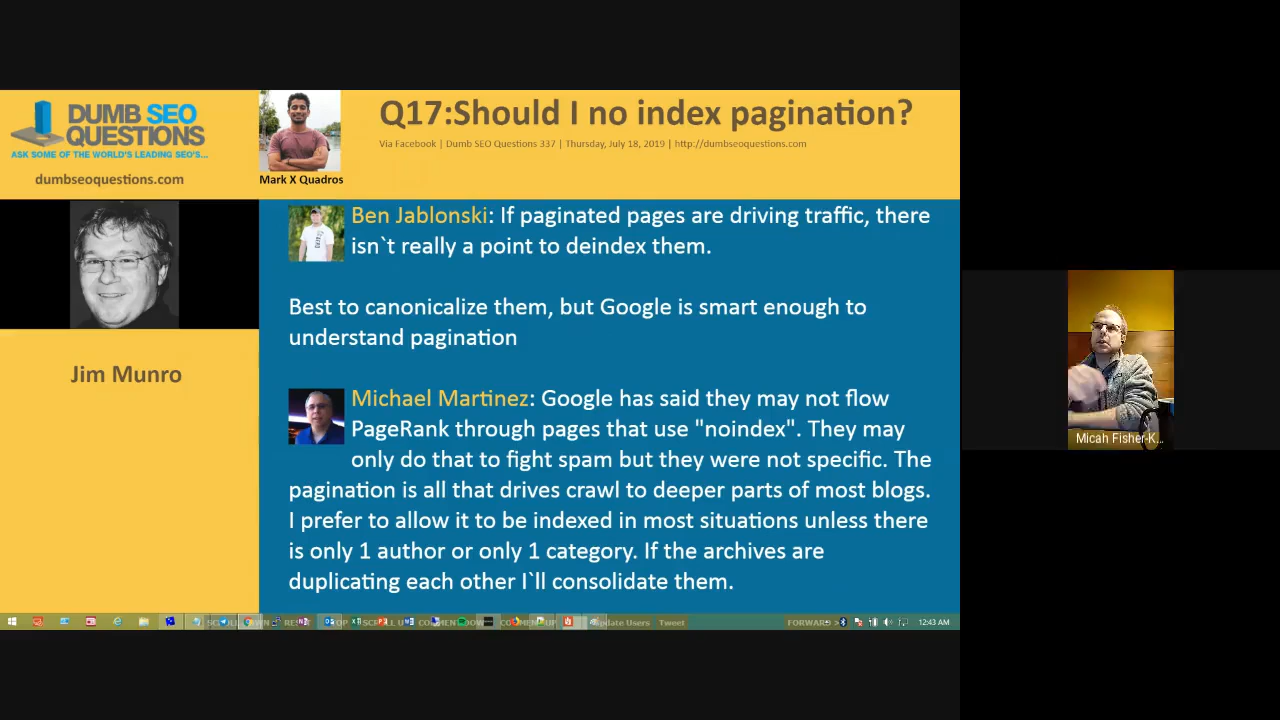 DUMB SEO
QUESTIONS
ASK SOME OF THE WORLD'S LEADING SEO'S...
dumbseoquestions.com
Mark X Quadros
Q17:Should I no index pagination?
Via Facebook | Dumb SEO Questions 337 | Thursday, July 18, 2019 | http://dumbseoquestions.com
Jim Munro
Ben Jablonski: If paginated pages are driving traffic, there
isn`t really a point to deindex them.
Best to canonicalize them, but Google is smart enough to
understand pagination
Michael Martinez: Google has said they may not flow
PageRank through pages that use "noindex". They may
only do that to fight spam but they were not specific. The
pagination is all that drives crawl to deeper parts of most blogs.
I prefer to allow it to be indexed in most situations unless there
is only 1 author or only 1 category. If the archives are
duplicating each other I`ll consolidate them.
Micah Fisher-K...
Update Users Tweet FORWARD > 12:43 AM